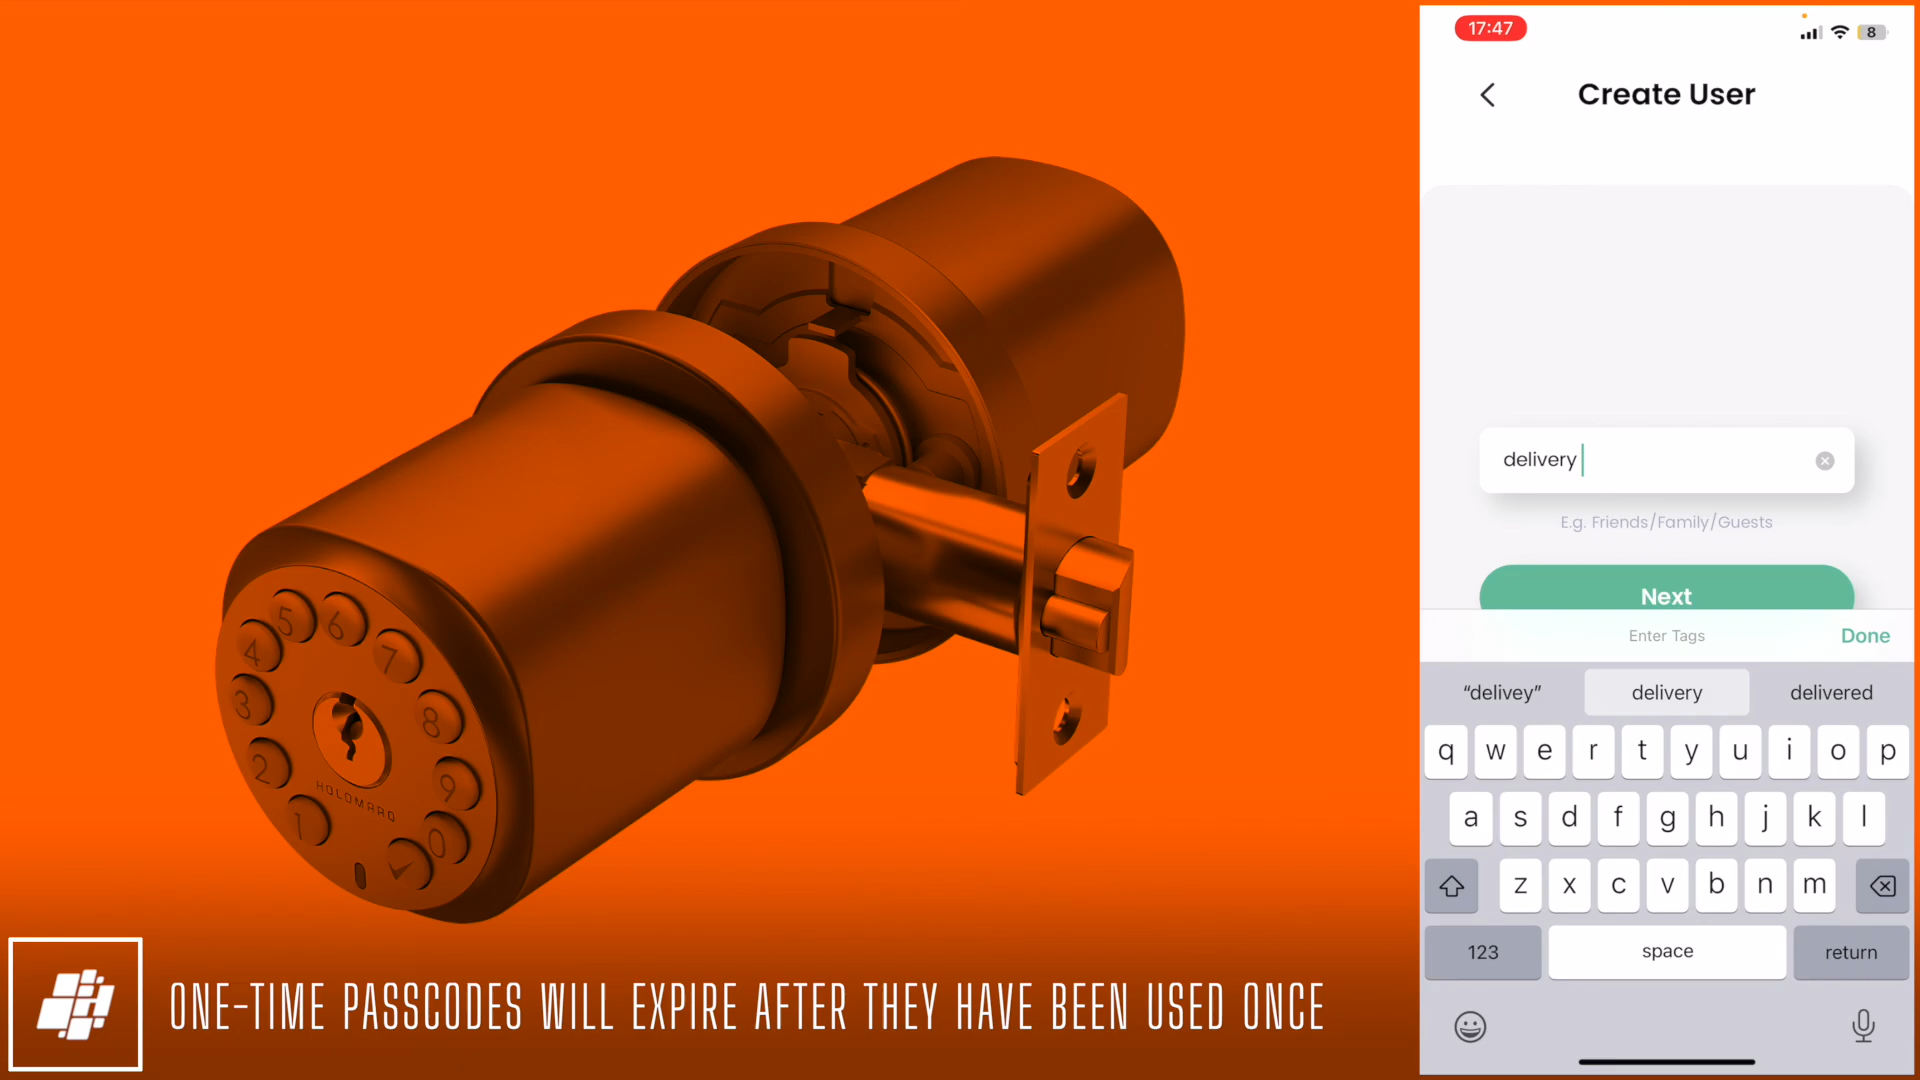 5 6
4 7
3 8
2 9
HOLOMARQ
1 0
ONE-TIME PASSCODES WILL EXPIRE AFTER THEY HAVE BEEN USED ONCE
17:47
8
Create User
delivery
E.g. Friends/Family/Guests
Next
Enter Tags Done
“delivey” delivery delivered
q w e r t y u i o p
a s d f g h j k l
z x c v b n m
123 space return